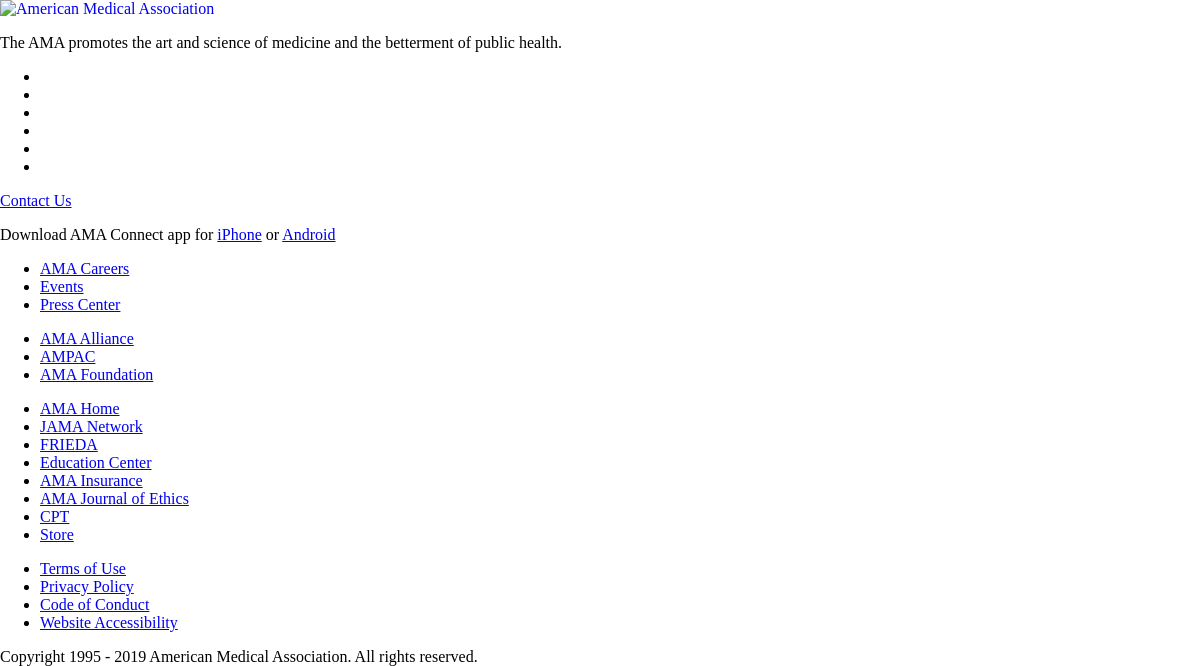 American Medical Association
The AMA promotes the art and science of medicine and the betterment of public health.
Contact Us
Download AMA Connect app for iPhone or Android
AMA Careers
Events
Press Center
AMA Alliance
AMPAC
AMA Foundation
AMA Home
JAMA Network
FRIEDA
Education Center
AMA Insurance
AMA Journal of Ethics
CPT
Store
Terms of Use
Privacy Policy
Code of Conduct
Website Accessibility
Copyright 1995 - 2019 American Medical Association. All rights reserved.